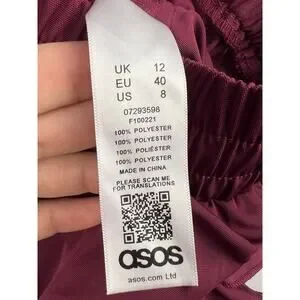 UK 12
EU 40
US 8
07293598
F100221
100% POLYESTER
100% POLYESTER
100% POLIÉSTER
100% POLYESTER
MADE IN CHINA
PLEASE SCAN ME
FOR TRANSLATIONS
asos
asos.com Ltd